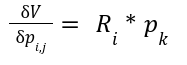 δV/δp_{i,j} = R_i * p_k